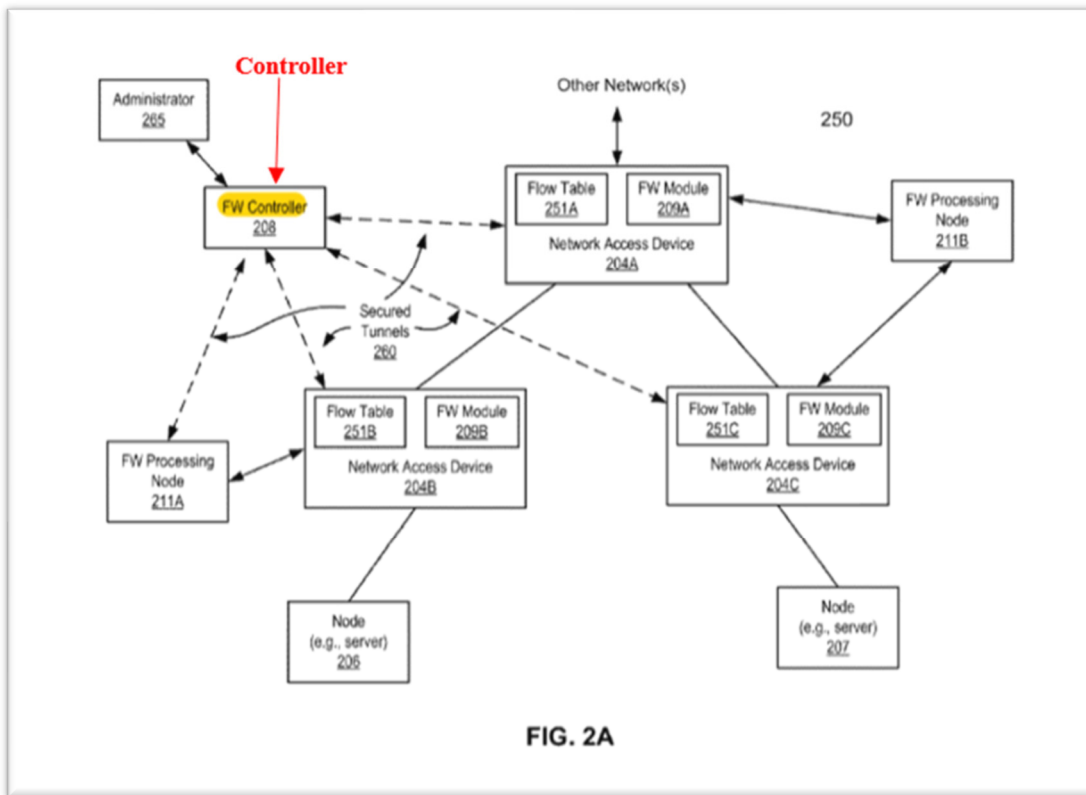 Controller
Administrator
265
Other Network(s)
250
FW Controller
208
Flow Table
251A
FW Module
209A
Network Access Device
204A
FW Processing
Node
211B
Secured
Tunnels
260
Flow Table
251B
FW Module
209B
Network Access Device
204B
Flow Table
251C
FW Module
209C
Network Access Device
204C
FW Processing
Node
211A
Node
(e.g., server)
206
Node
(e.g., server)
207
FIG. 2A